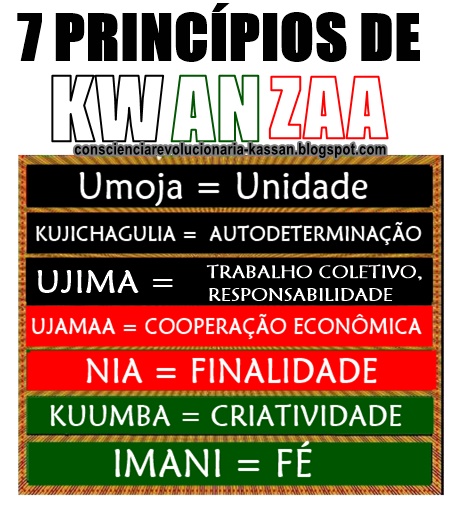 7 PRINCÍPIOS DE
KWANZAA
conscienciarevolucionaria-kassan.blogspot.com
Umoja = Unidade
KUJICHAGULIA = AUTODETERMINAÇÃO
UJIMA = TRABALHO COLETIVO,
RESPONSABILIDADE
UJAMAA = COOPERAÇÃO ECONÔMICA
NIA = FINALIDADE
KUUMBA = CRIATIVIDADE
IMANI = FÉ